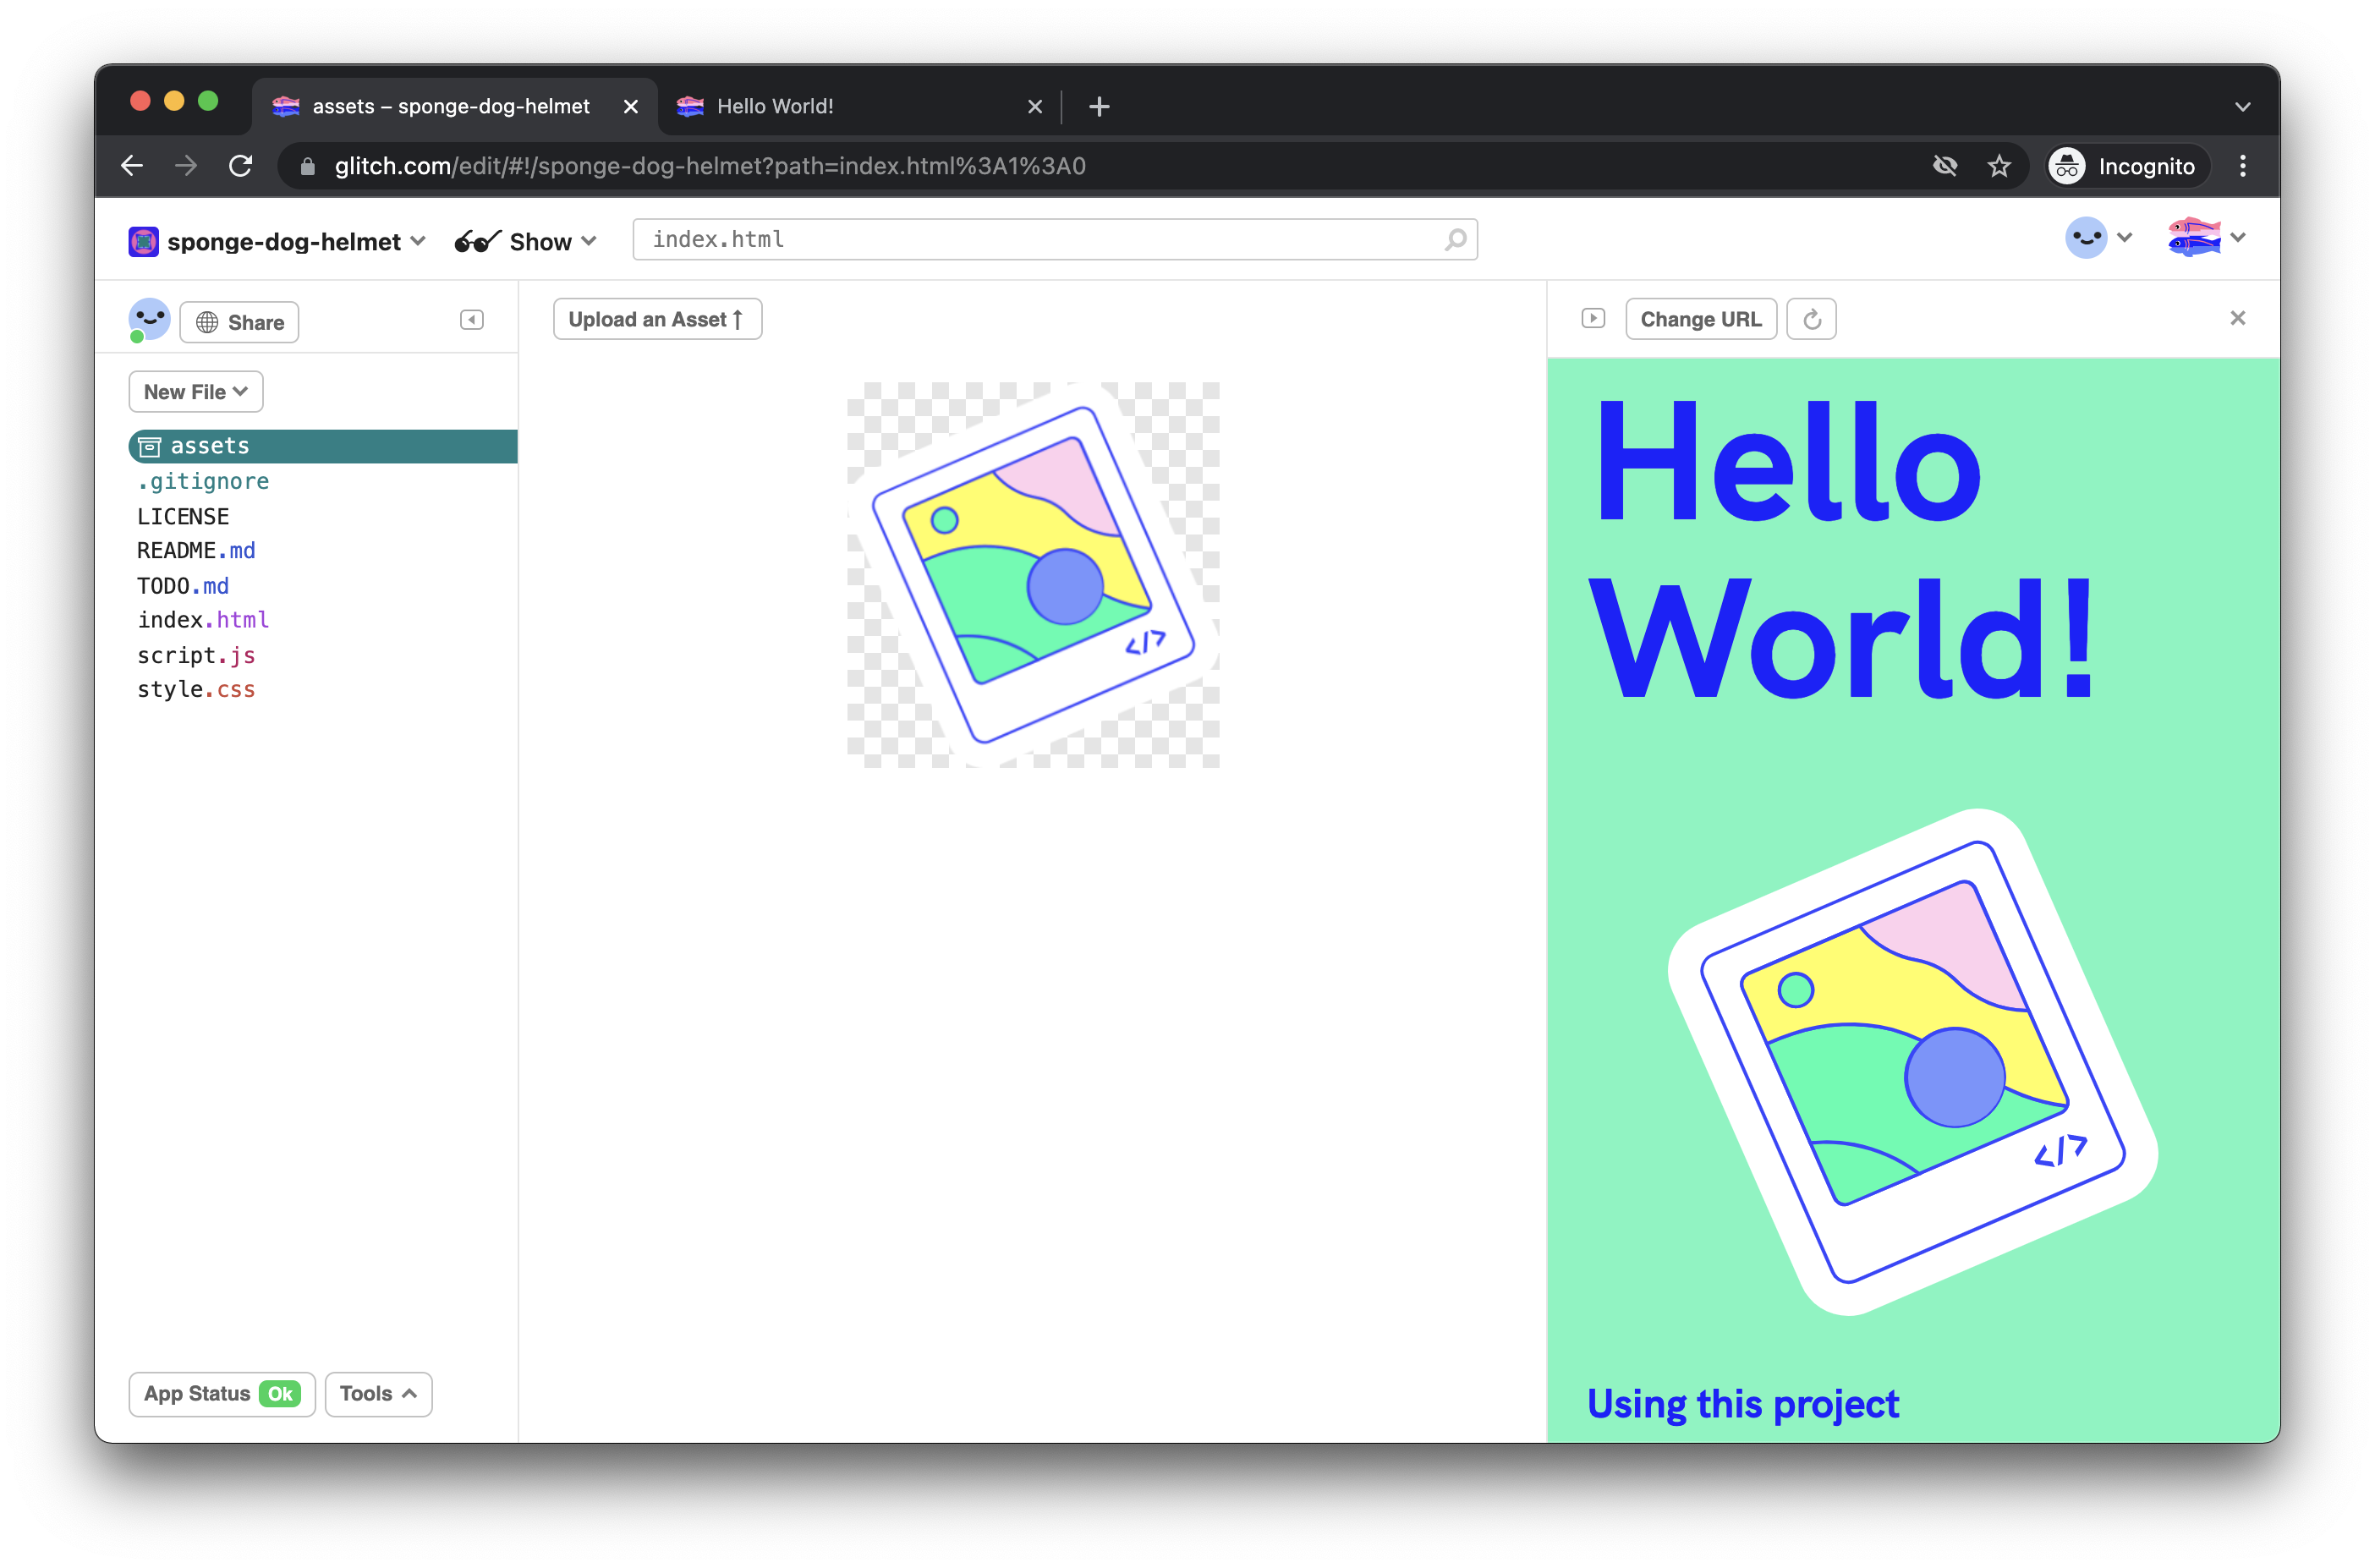 assets – sponge-dog-helmet
Hello World!
glitch.com/edit/#!/sponge-dog-helmet?path=index.html%3A1%3A0
Incognito
sponge-dog-helmet
Show
index.html
Share
Upload an Asset
Change URL
New File
assets
.gitignore
LICENSE
README.md
TODO.md
index.html
script.js
style.css
</>
Hello
World!
</>
Using this project
App Status Ok
Tools